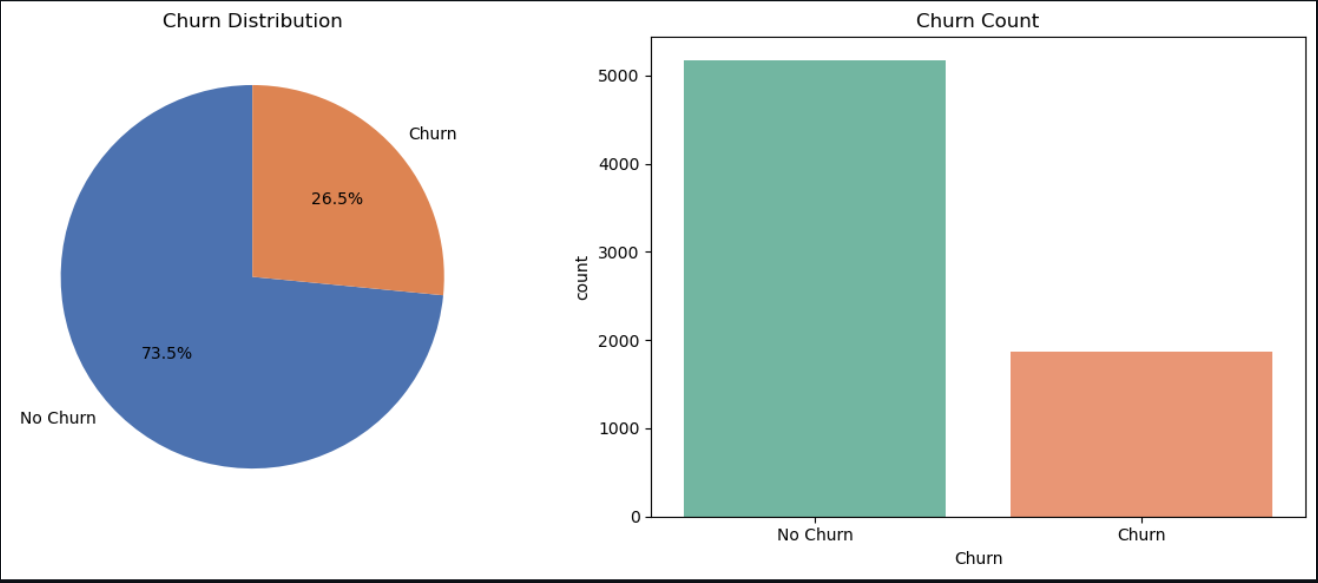 Churn Distribution
Churn
26.5%
73.5%
No Churn
Churn Count
5000
4000
3000
2000
1000
0
count
No Churn
Churn
Churn